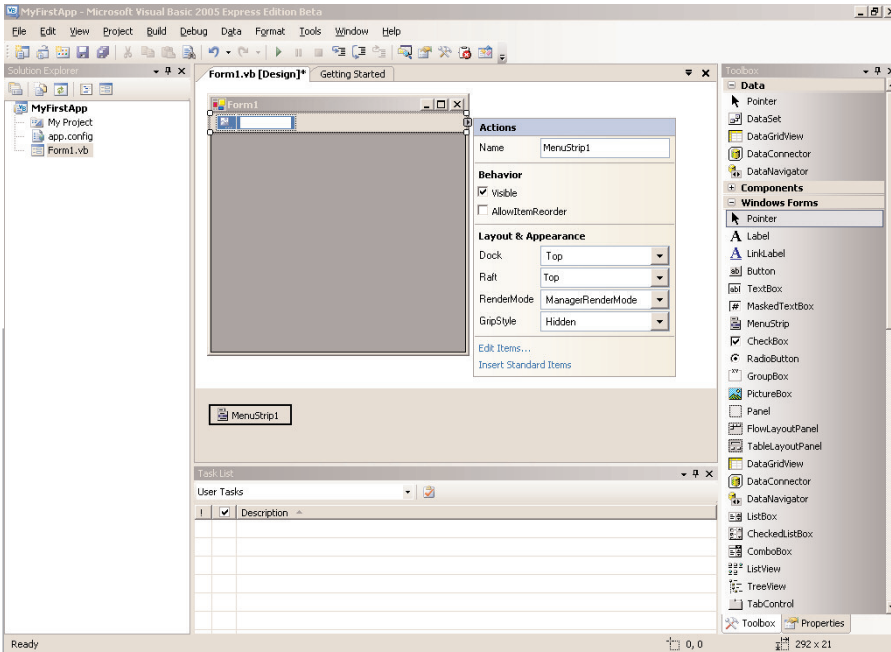 MyFirstApp - Microsoft Visual Basic 2005 Express Edition Beta
File Edit View Project Build Debug Data Format Tools Window Help
Solution Explorer
MyFirstApp
My Project
app.config
Form1.vb
Form1.vb [Design]* Getting Started
Form1
Actions
Name MenuStrip1
Behavior
Visible
AllowItemReorder
Layout & Appearance
Dock Top
Raft Top
RenderMode ManagerRenderMode
GripStyle Hidden
Edit Items...
Insert Standard Items
MenuStrip1
Task List
User Tasks
! Description
Toolbox
Data
Pointer
DataSet
DataGridView
DataConnector
DataNavigator
Components
Windows Forms
Pointer
A Label
A LinkLabel
ab Button
abl TextBox
#_ MaskedTextBox
MenuStrip
CheckBox
RadioButton
XY GroupBox
PictureBox
Panel
FlowLayoutPanel
TableLayoutPanel
DataGridView
DataConnector
DataNavigator
ListBox
CheckedListBox
ComboBox
ListView
TreeView
TabControl
Toolbox Properties
Ready 0, 0 292 x 21